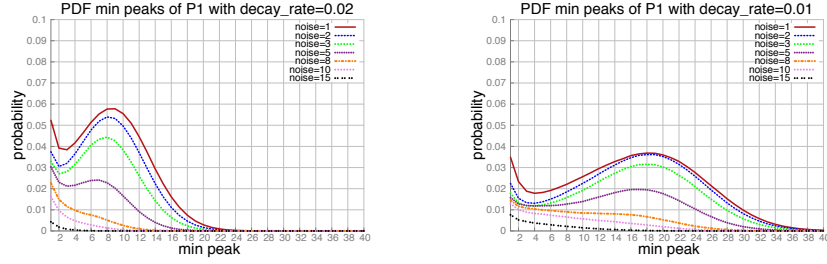 PDF min peaks of P1 with decay_rate=0.02
0.1
0.09
0.08
0.07
0.06
0.05
0.04
0.03
0.02
0.01
0
probability
noise=1
noise=2
noise=3
noise=5
noise=8
noise=10
noise=15
2 4 6 8 10 12 14 16 18 20 22 24 26 28 30 32 34 36 38 40
min peak
PDF min peaks of P1 with decay_rate=0.01
0.1
0.09
0.08
0.07
0.06
0.05
0.04
0.03
0.02
0.01
0
probability
noise=1
noise=2
noise=3
noise=5
noise=8
noise=10
noise=15
2 4 6 8 10 12 14 16 18 20 22 24 26 28 30 32 34 36 38 40
min peak